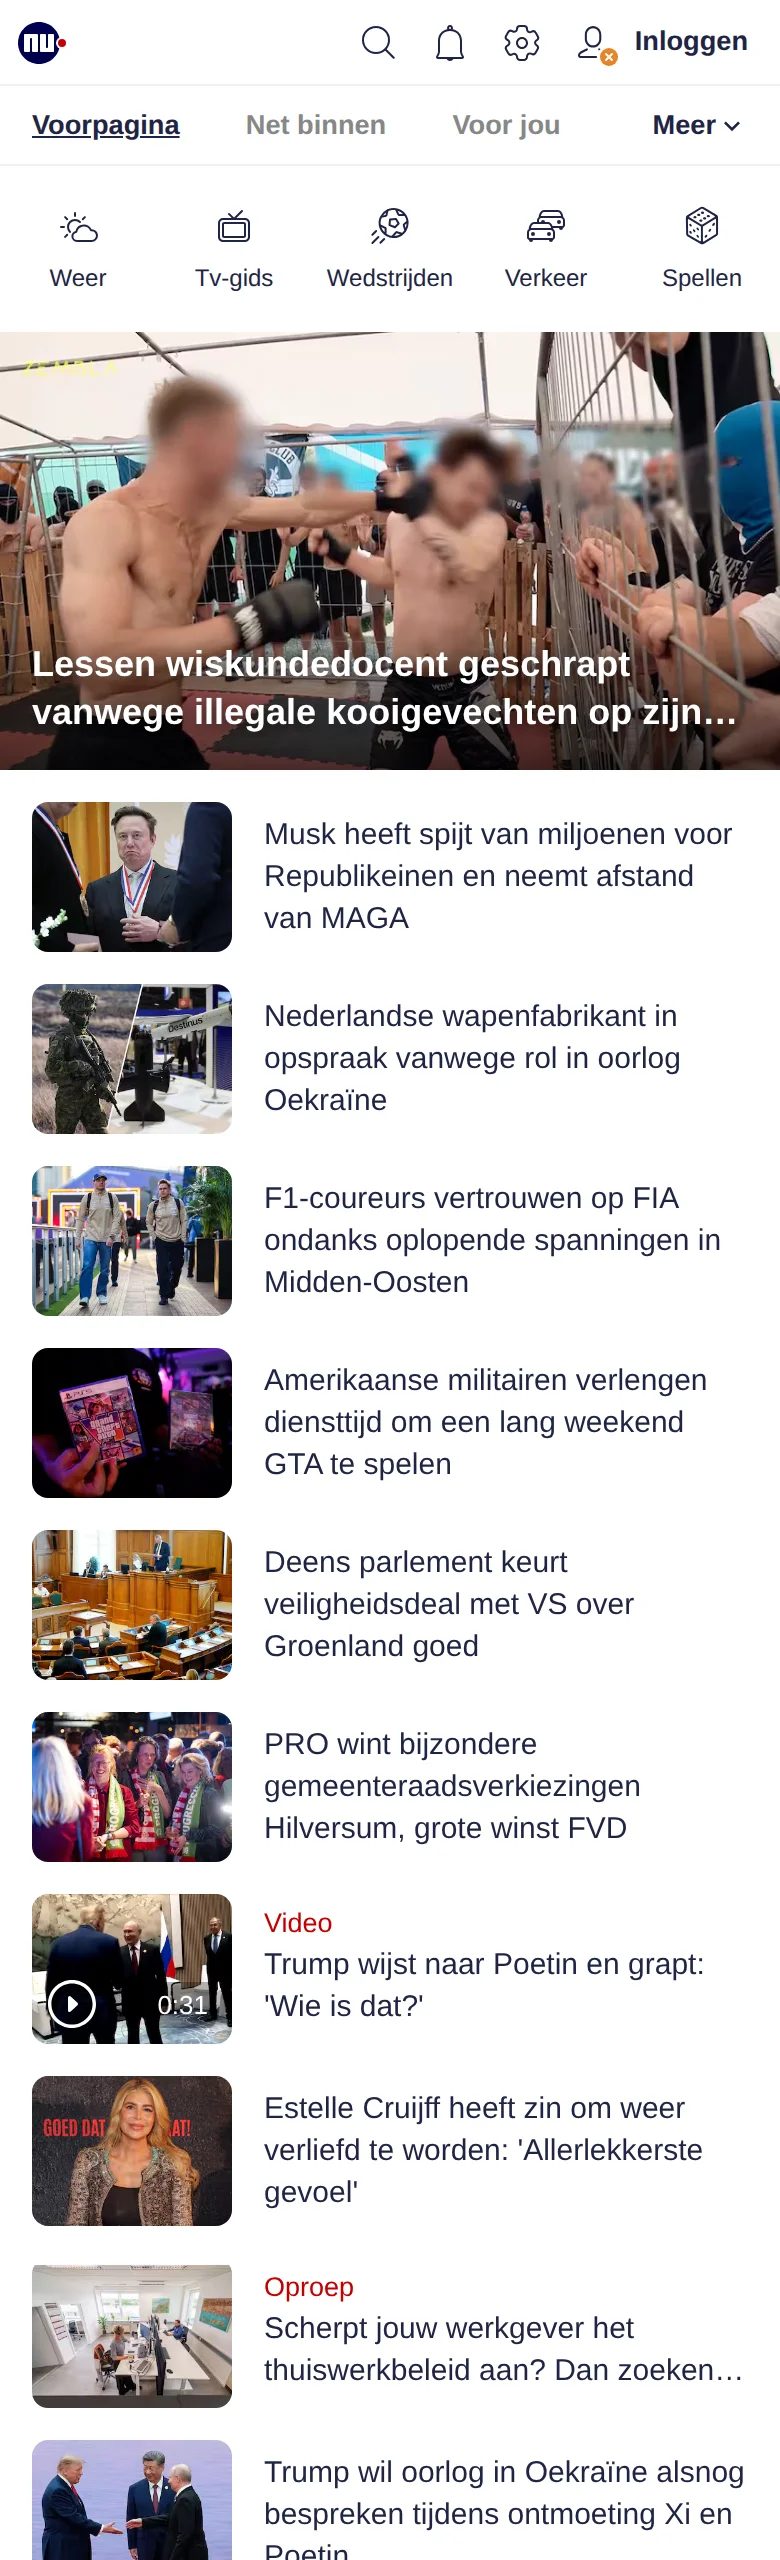 nu
Inloggen
Voorpagina
Net binnen
Voor jou
Meer
Weer
Tv-gids
Wedstrijden
Verkeer
Spellen
ZEMBLA
Lessen wiskundedocent geschrapt
vanwege illegale kooigevechten op zijn…
Musk heeft spijt van miljoenen voor
Republikeinen en neemt afstand
van MAGA
Destinus
Nederlandse wapenfabrikant in
opspraak vanwege rol in oorlog
Oekraïne
F1-coureurs vertrouwen op FIA
ondanks oplopende spanningen in
Midden-Oosten
Amerikaanse militairen verlengen
diensttijd om een lang weekend
GTA te spelen
Deens parlement keurt
veiligheidsdeal met VS over
Groenland goed
PRO wint bijzondere
gemeenteraadsverkiezingen
Hilversum, grote winst FVD
0:31
Video
Trump wijst naar Poetin en grapt:
'Wie is dat?'
GOED DAT
AT!
Estelle Cruijff heeft zin om weer
verliefd te worden: 'Allerlekkerste
gevoel'
Oproep
Scherpt jouw werkgever het
thuiswerkbeleid aan? Dan zoeken…
Trump wil oorlog in Oekraïne alsnog
bespreken tijdens ontmoeting Xi en
Poetin